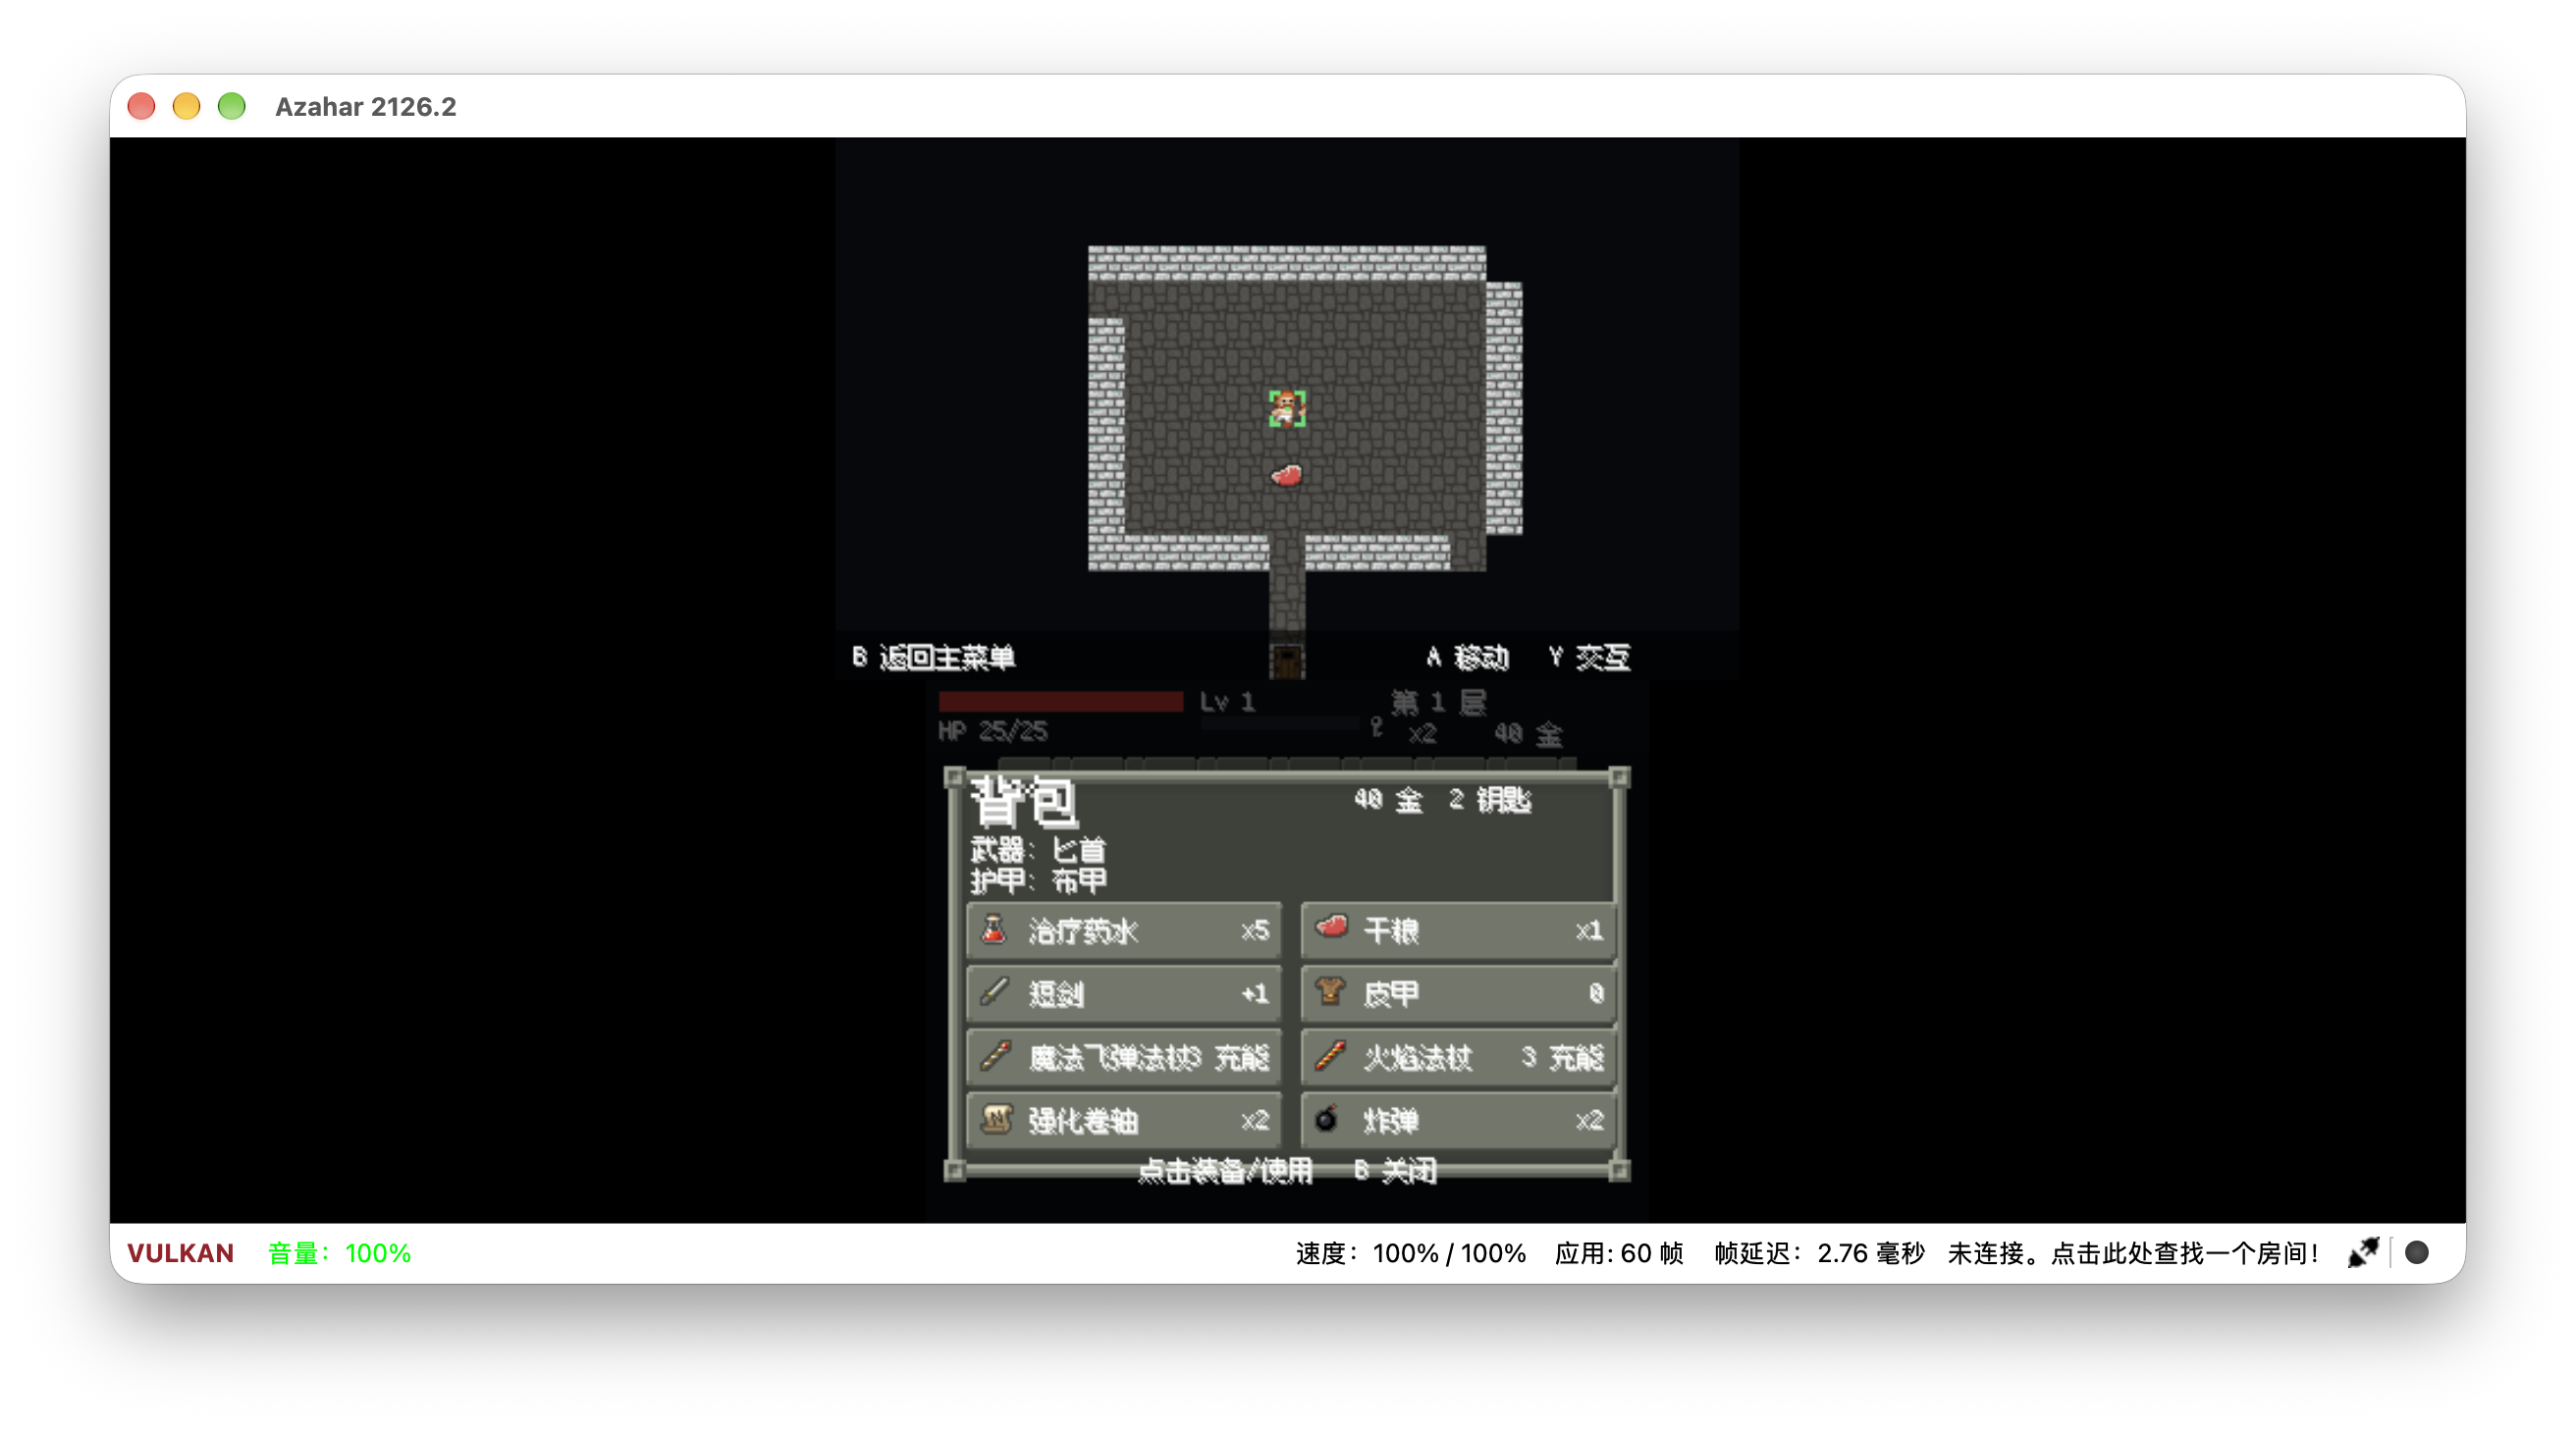 Azahar 2126.2
B 返回主菜单 A 移动 Y 交互
Lv 1 第 1 层
HP 25/25 x2 40 金
背包 40 金 2 钥匙
武器: 匕首
护甲: 布甲
治疗药水 x5 干粮 x1
短剑 +1 皮甲 0
魔法飞弹法杖3 充能 火焰法杖 3 充能
强化卷轴 x2 炸弹 x2
点击装备/使用 B 关闭
VULKAN 音量：100% 速度：100% / 100% 应用: 60 帧 帧延迟：2.76 毫秒 未连接。点击此处查找一个房间！